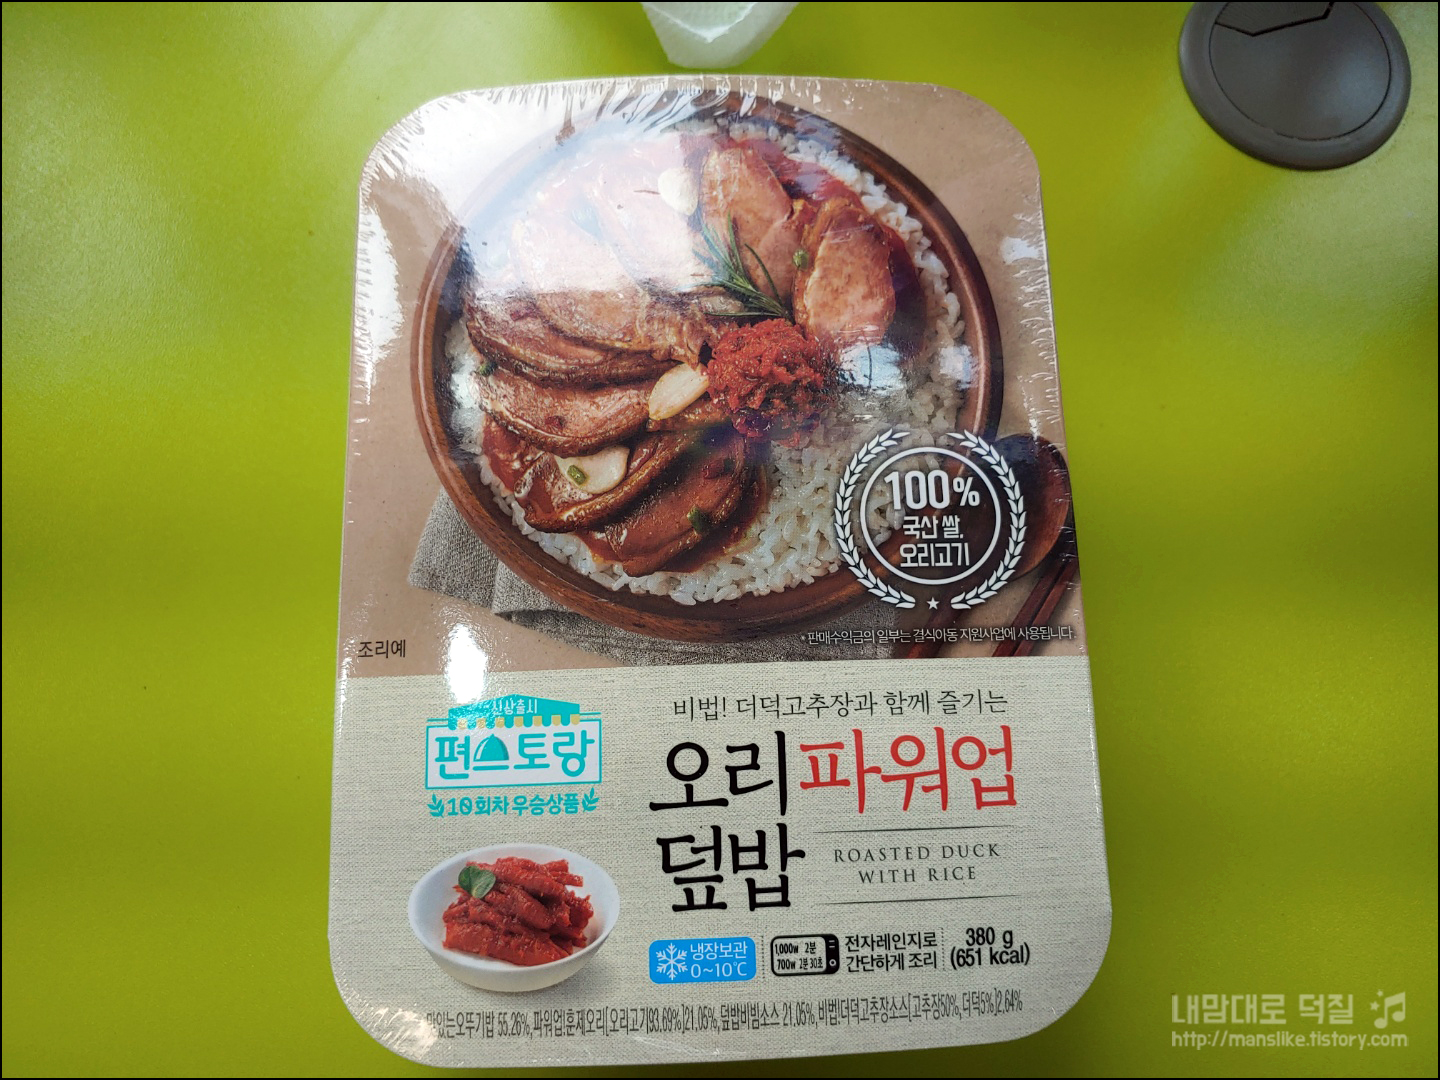 100%
국산 쌀,
오리고기
* 판매수익금의 일부는 결식아동 지원사업에 사용됩니다.
조리예
신상출시
편스토랑
10회차 우승상품
비법! 더덕고추장과 함께 즐기는
오리파워업
덮밥
ROASTED DUCK
WITH RICE
냉장보관
0~10℃
1,000w 2분
700w 2분 30초
전자레인지로
간단하게 조리
380 g
(651 kcal)
맛있는오뚜기밥 55.26%, 파워업!훈제오리[오리고기93.69%]21.05%, 덮밥비빔소스 21.05%, 비법!더덕고추장소스[고추장50%, 더덕5%]2.64%
내맘대로 덕질
http://manslike.tistory.com